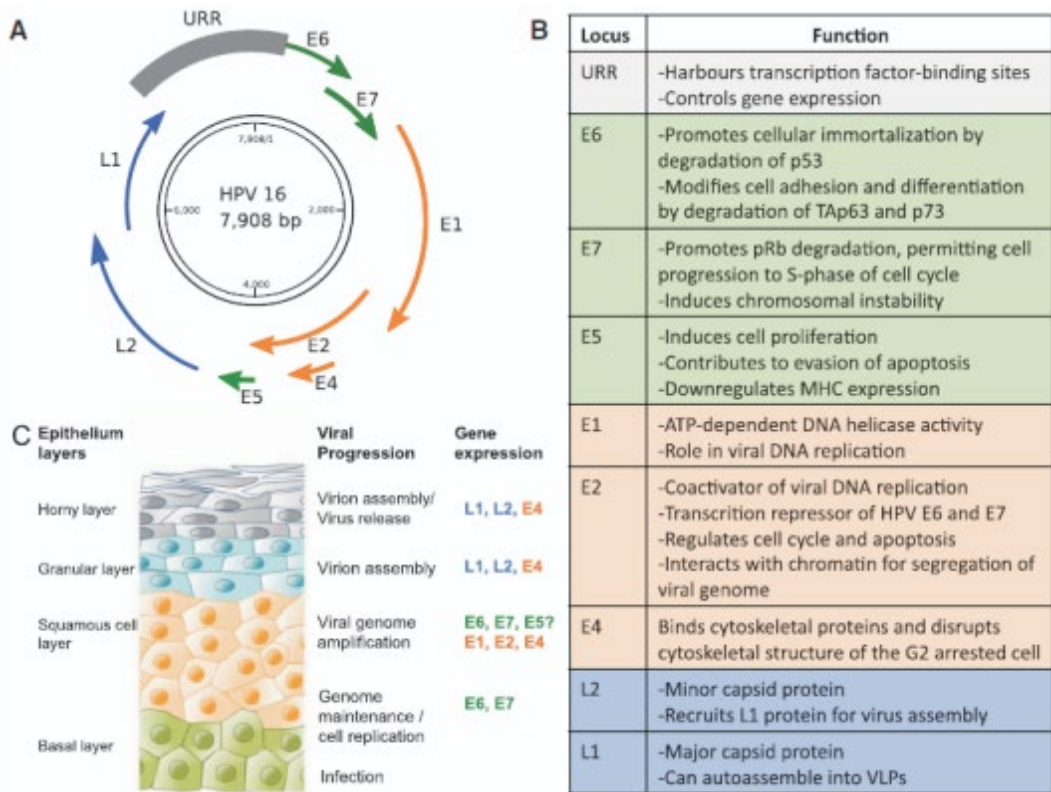 A
URR
E6
E7
L1
7,908/1
HPV 16
7,908 bp
6,000
2,000
4,000
E1
L2
E2
E4
E5
B
Locus Function
URR -Harbours transcription factor-binding sites
-Controls gene expression
E6 -Promotes cellular immortalization by
degradation of p53
-Modifies cell adhesion and differentiation
by degradation of TAp63 and p73
E7 -Promotes pRb degradation, permitting cell
progression to S-phase of cell cycle
-Induces chromosomal instability
E5 -Induces cell proliferation
-Contributes to evasion of apoptosis
-Downregulates MHC expression
E1 -ATP-dependent DNA helicase activity
-Role in viral DNA replication
E2 -Coactivator of viral DNA replication
-Transcrition repressor of HPV E6 and E7
-Regulates cell cycle and apoptosis
-Interacts with chromatin for segregation of
viral genome
E4 Binds cytoskeletal proteins and disrupts
cytoskeletal structure of the G2 arrested cell
L2 -Minor capsid protein
-Recruits L1 protein for virus assembly
L1 -Major capsid protein
-Can autoassemble into VLPs
C
Epithelium
layers
Viral
Progression
Gene
expression
Horny layer
Virion assembly/
Virus release
L1, L2, E4
Granular layer
Virion assembly
L1, L2, E4
Squamous cell
layer
Viral genome
amplification
E6, E7, E5?
E1, E2, E4
Genome
maintenance /
cell replication
E6, E7
Basal layer
Infection